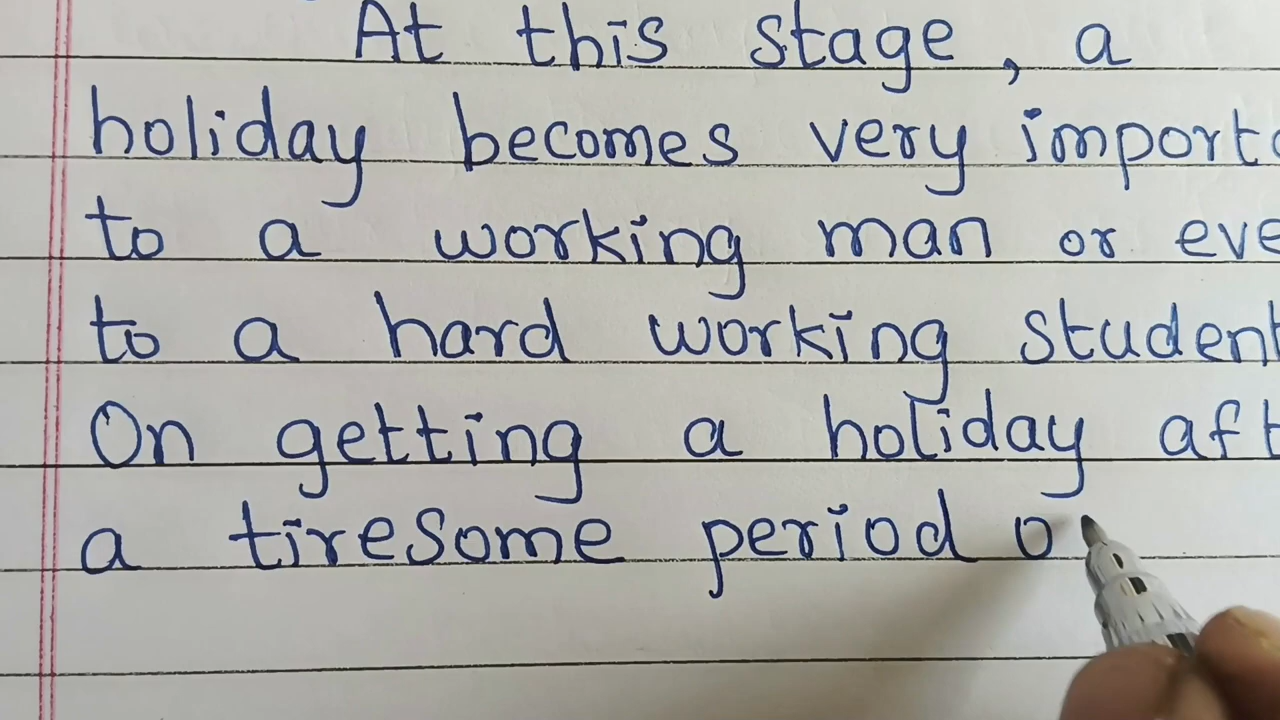 At this stage, a
holiday becomes very import
to a working man or eve
to a hard working student
On getting a holiday aft
a tiresome period o